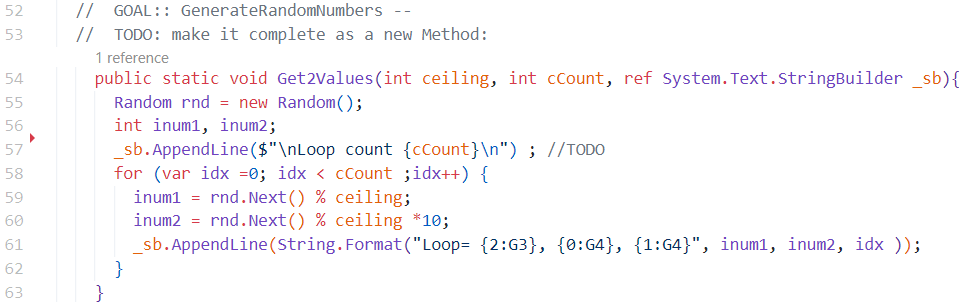 52 // GOAL:: GenerateRandomNumbers --
53 // TODO: make it complete as a new Method:
1 reference
54 public static void Get2Values(int ceiling, int cCount, ref System.Text.StringBuilder _sb){
55 Random rnd = new Random();
56 int inum1, inum2;
57 _sb.AppendLine($"\nLoop count {cCount}\n") ; //TODO
58 for (var idx =0; idx < cCount ;idx++) {
59 inum1 = rnd.Next() % ceiling;
60 inum2 = rnd.Next() % ceiling *10;
61 _sb.AppendLine(String.Format("Loop= {2:G3}, {0:G4}, {1:G4}", inum1, inum2, idx ));
62 }
63 }